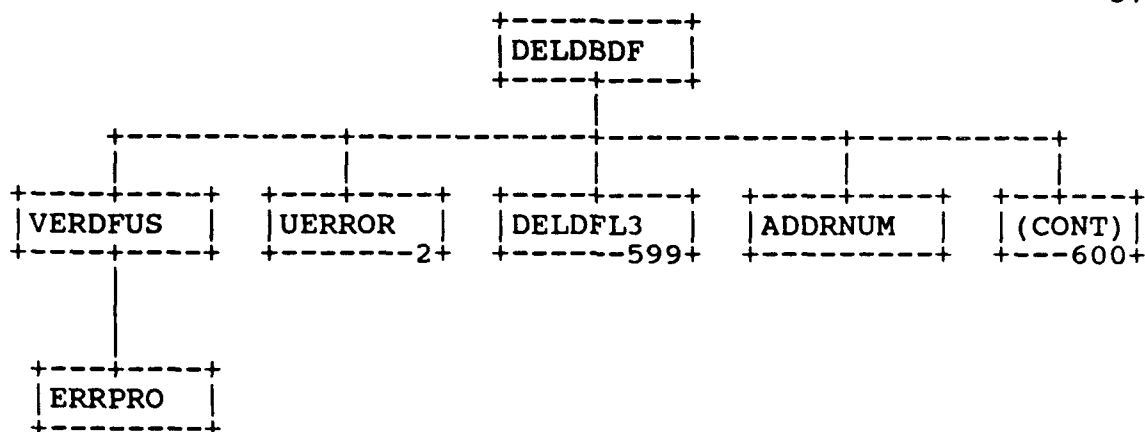 DELDBDF
VERDFUS UERROR DELDFL3 ADDRNUM (CONT)
2 599 600
ERRPRO